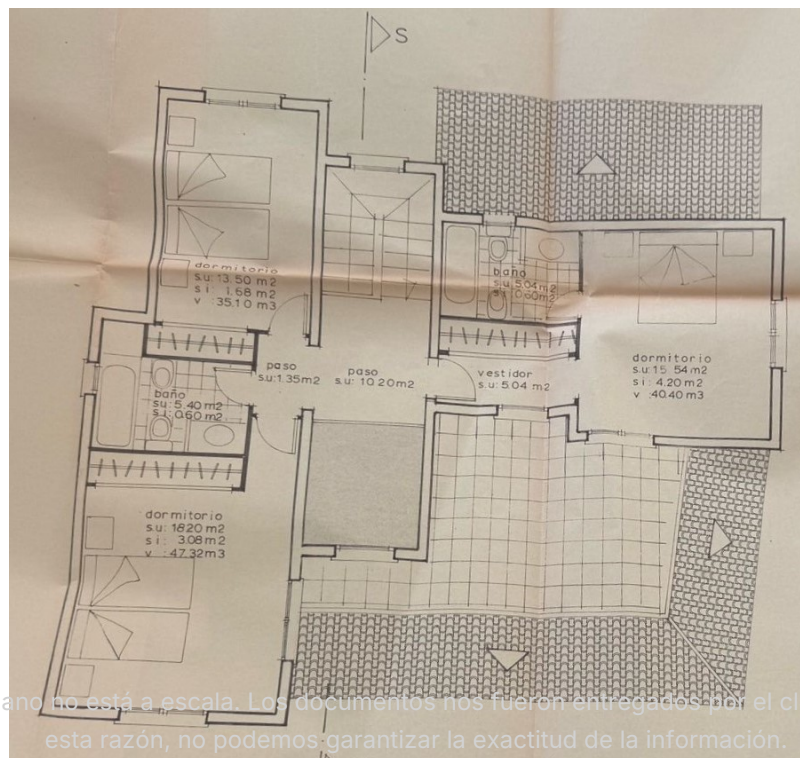 S
dormitorio
s.u: 13.50 m2
s i : 1.68 m2
v : 35.10 m3
baño
s.u: 5.04 m2
s i : 0.60 m2
paso
s.u: 1.35 m2
paso
s.u: 10.20 m2
vestidor
s.u: 5.04 m2
dormitorio
s.u: 15.54 m2
s i : 4.20 m2
v : 40.40 m3
baño
s.u: 5.40 m2
s i : 0.60 m2
dormitorio
s.u: 18.20 m2
s i : 3.08 m2
v : 47.32 m3
ano no está a escala. Los documentos nos fueron entregados por el cl
esta razón, no podemos garantizar la exactitud de la información.